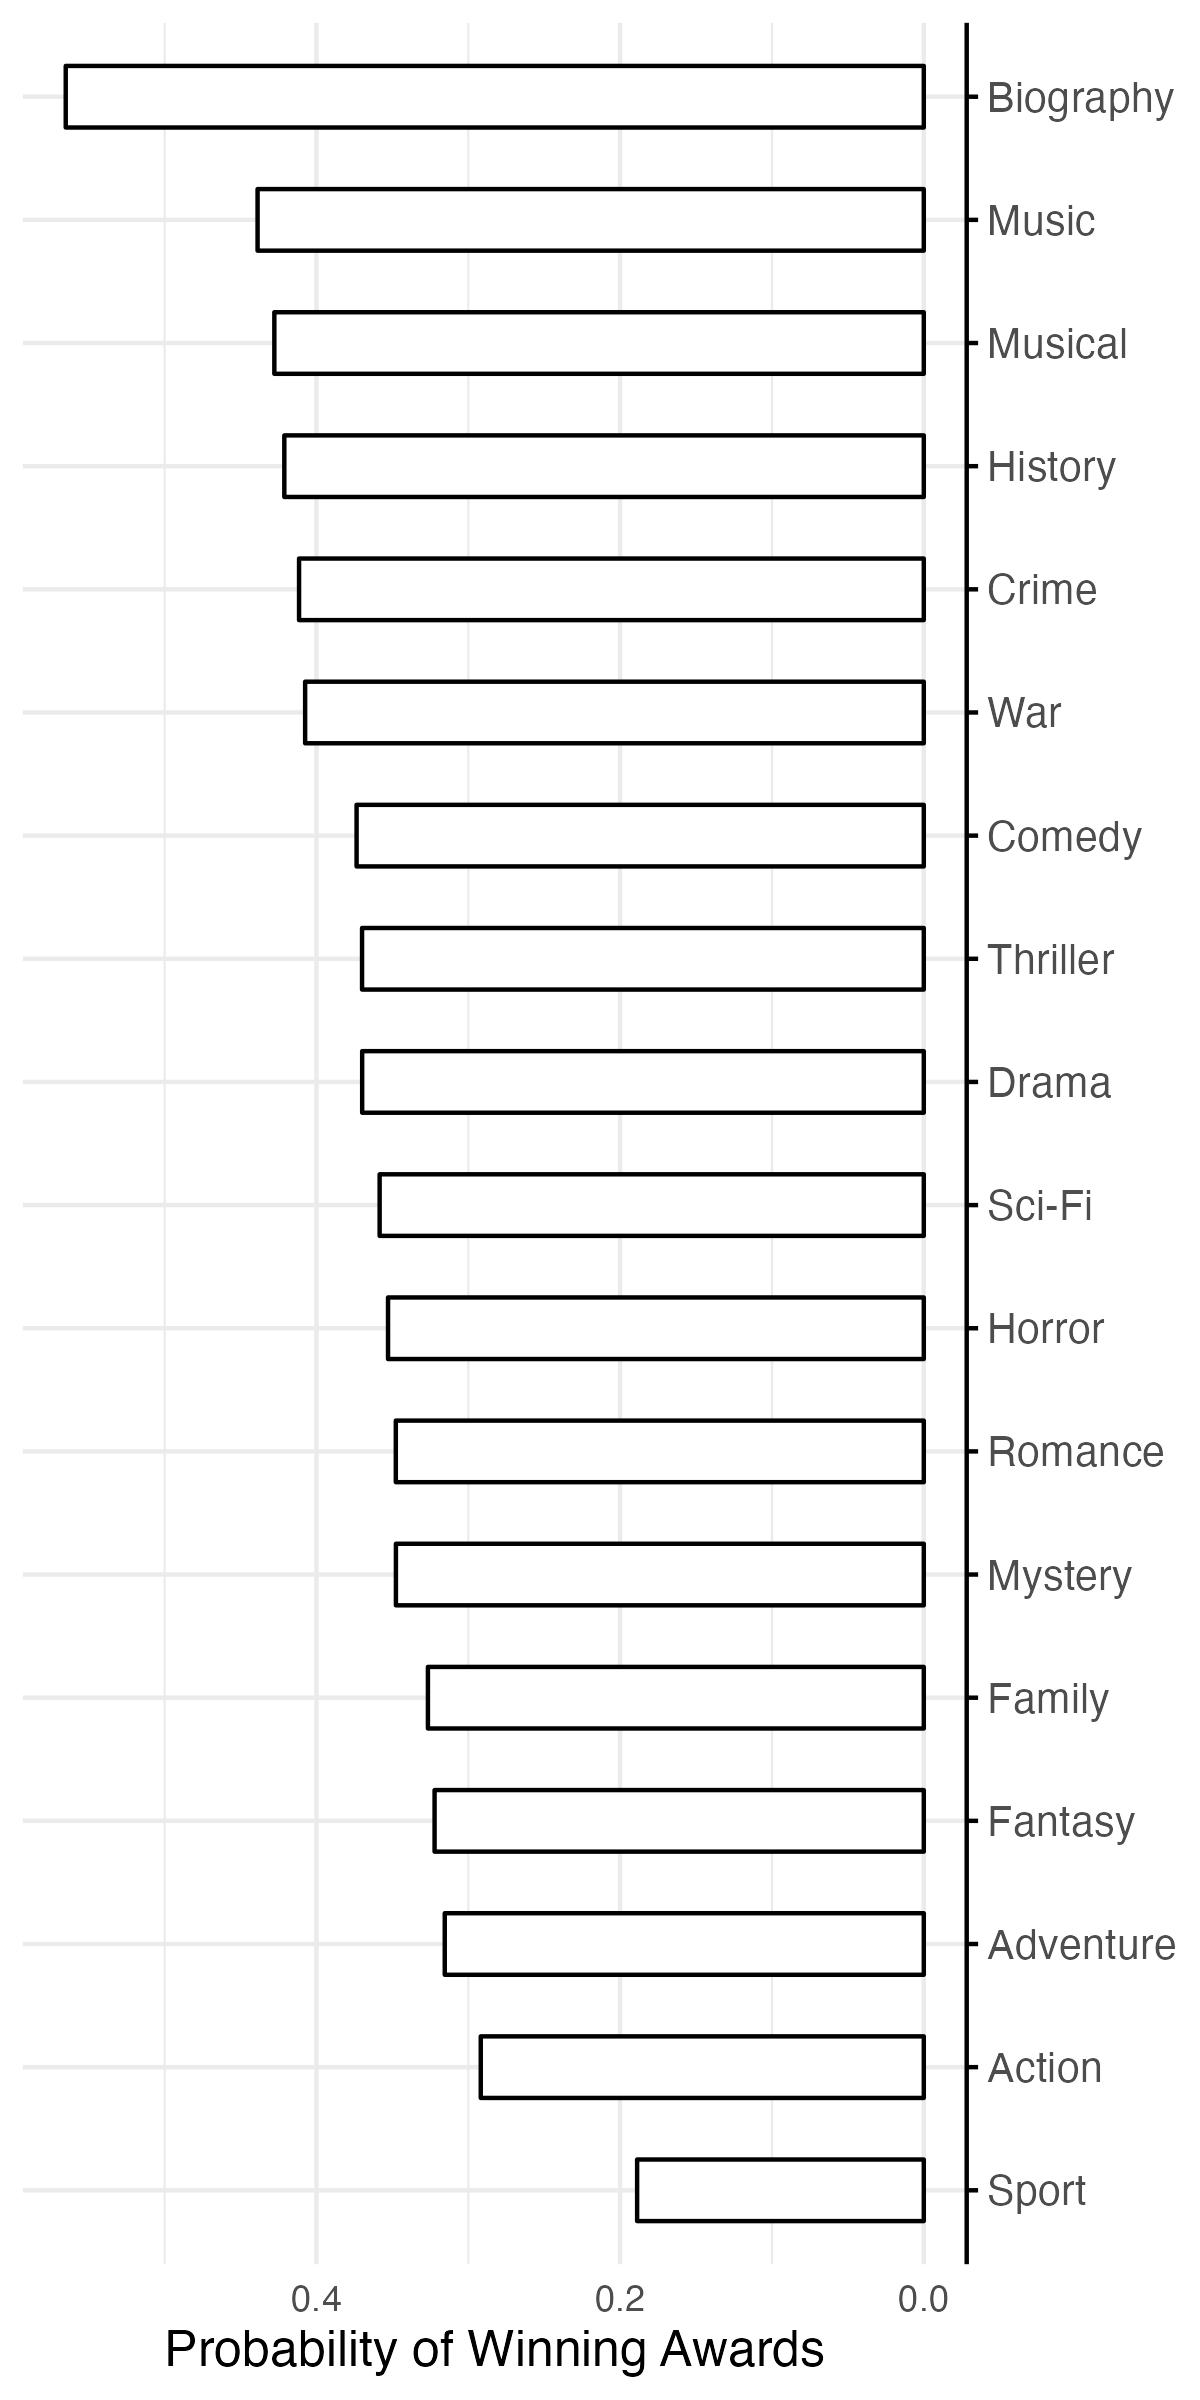 Biography
Music
Musical
History
Crime
War
Comedy
Thriller
Drama
Sci-Fi
Horror
Romance
Mystery
Family
Fantasy
Adventure
Action
Sport
0.4 0.2 0.0
Probability of Winning Awards